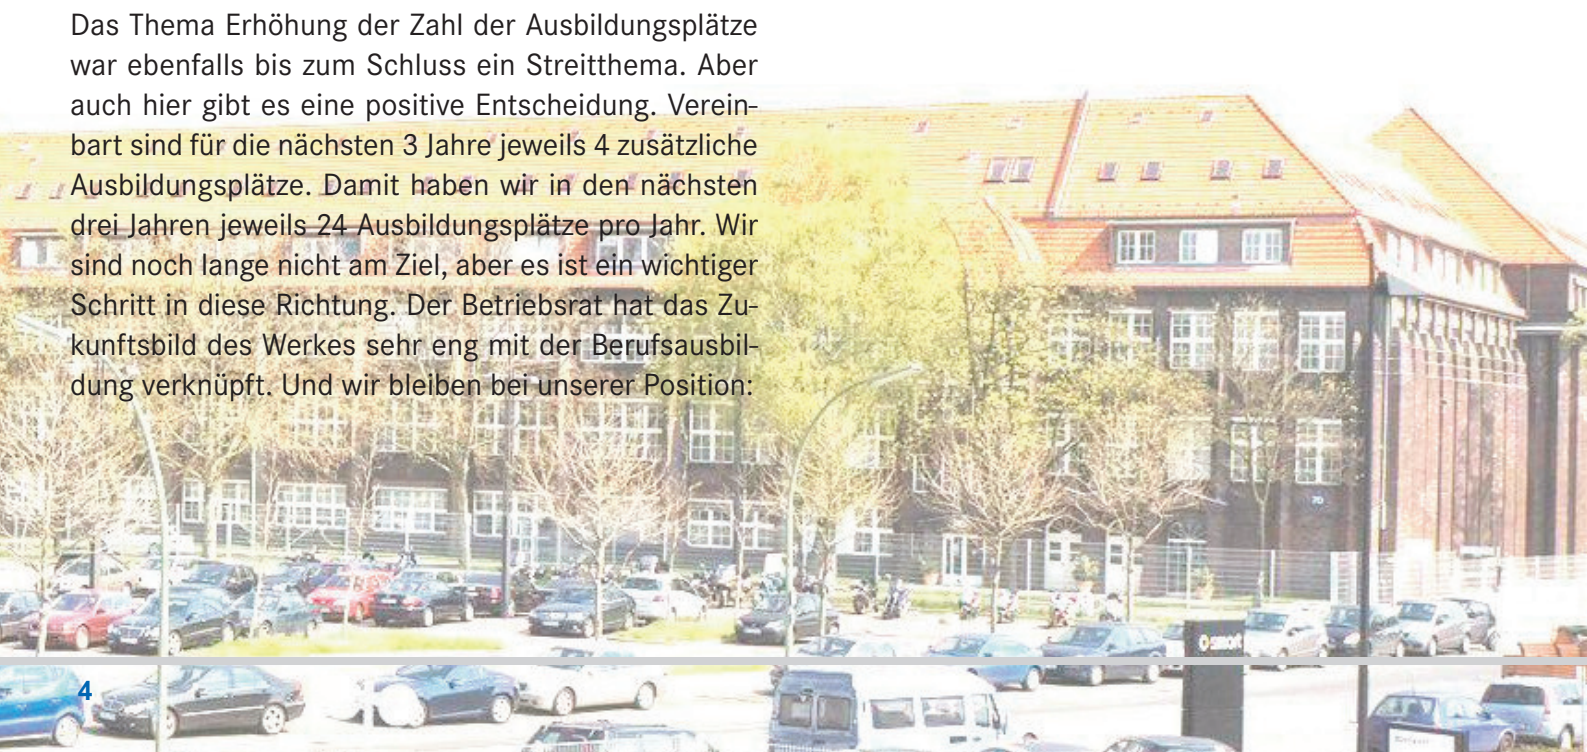 Das Thema Erhöhung der Zahl der Ausbildungsplätze
war ebenfalls bis zum Schluss ein Streitthema. Aber
auch hier gibt es eine positive Entscheidung. Verein-
bart sind für die nächsten 3 Jahre jeweils 4 zusätzliche
Ausbildungsplätze. Damit haben wir in den nächsten
drei Jahren jeweils 24 Ausbildungsplätze pro Jahr. Wir
sind noch lange nicht am Ziel, aber es ist ein wichtiger
Schritt in diese Richtung. Der Betriebsrat hat das Zu-
kunftsbild des Werkes sehr eng mit der Berufsausbil-
dung verknüpft. Und wir bleiben bei unserer Position:
70
smart
4